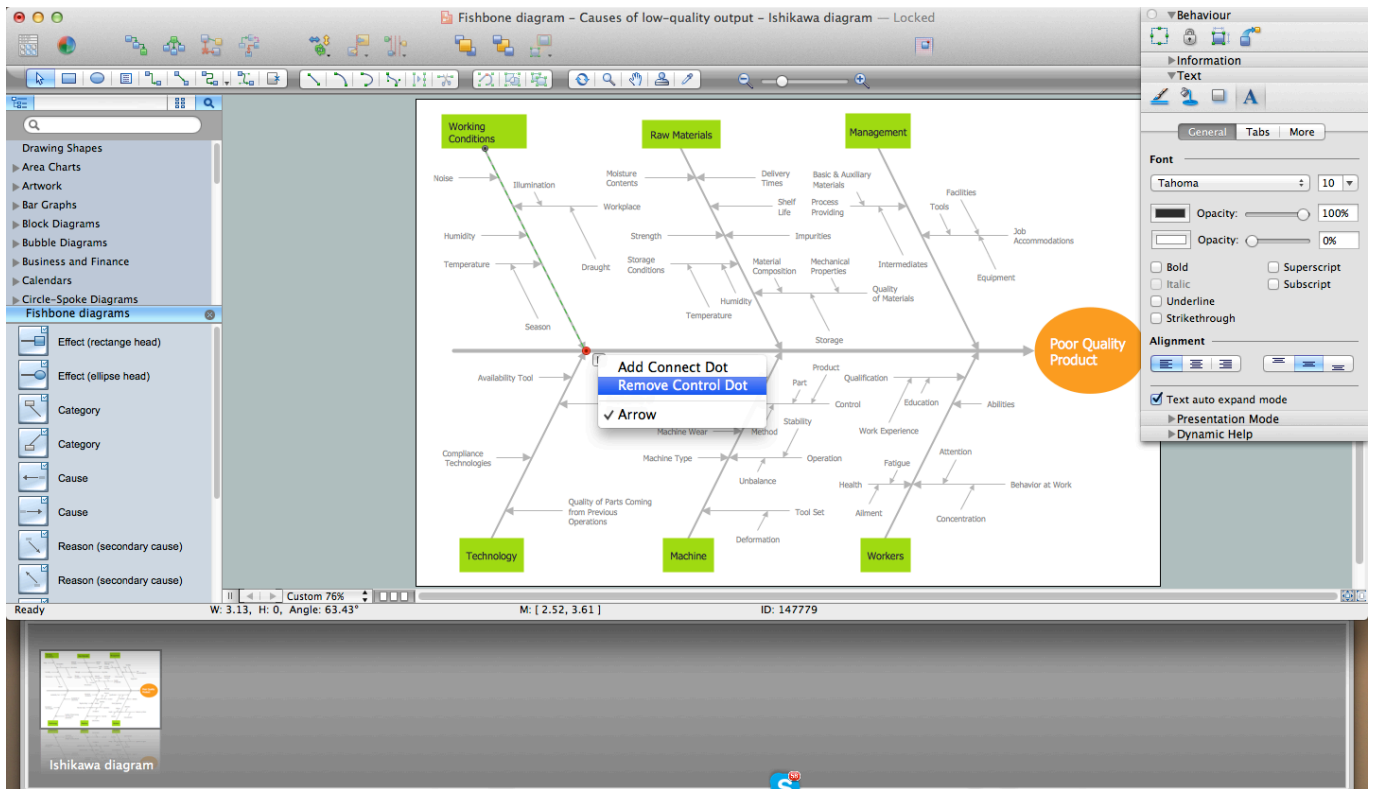 Fishbone diagram – Causes of low-quality output – Ishikawa diagram — Locked
Behaviour
Information
Text
General Tabs More
Font
Tahoma 10
Opacity: 100%
Opacity: 0%
Bold Superscript
Italic Subscript
Underline
Strikethrough
Alignment
Text auto expand mode
Presentation Mode
Dynamic Help
Drawing Shapes
Area Charts
Artwork
Bar Graphs
Block Diagrams
Bubble Diagrams
Business and Finance
Calendars
Circle-Spoke Diagrams
Fishbone diagrams
Effect (rectange head)
Effect (ellipse head)
Category
Category
Cause
Cause
Reason (secondary cause)
Reason (secondary cause)
Working
Conditions
Raw Materials
Management
Noise
Illumination
Workplace
Humidity
Temperature
Draught
Season
Moisture
Contents
Delivery
Times
Shelf
Life
Strength
Impurities
Storage
Conditions
Material
Composition
Humidity
Temperature
Basic & Auxiliary
Materials
Process
Providing
Facilities
Tools
Job
Accommodations
Mechanical
Properties
Intermediates
Equipment
Quality
of Materials
Storage
Poor Quality
Product
Add Connect Dot
Remove Control Dot
Arrow
Availability Tool
Compliance
Technologies
Quality of Parts Coming
from Previous
Operations
Product
Part
Control
Stability
Machine Wear
Method
Machine Type
Operation
Unbalance
Tool Set
Deformation
Qualification
Education
Abilities
Work Experience
Attention
Fatigue
Health
Behavior at Work
Ailment
Concentration
Technology
Machine
Workers
Custom 76%
Ready W: 3.13, H: 0, Angle: 63.43° M: [ 2.52, 3.61 ] ID: 147779
Ishikawa diagram
58